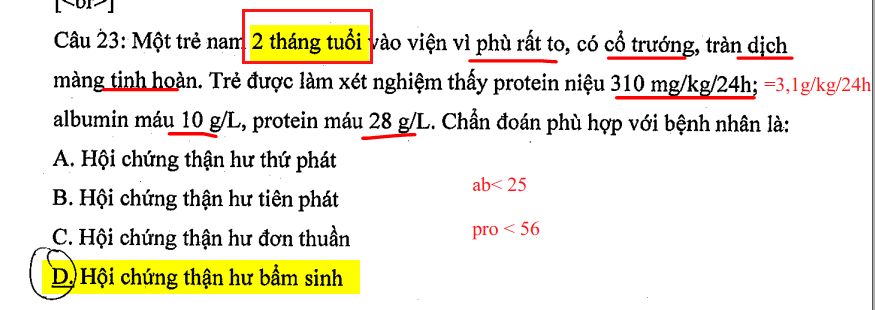 [<br>]
Câu 23: Một trẻ nam 2 tháng tuổi vào viện vì phù rất to, có cổ trướng, tràn dịch
màng tinh hoàn. Trẻ được làm xét nghiệm thấy protein niệu 310 mg/kg/24h; =3,1g/kg/24h
albumin máu 10 g/L, protein máu 28 g/L. Chẩn đoán phù hợp với bệnh nhân là:
A. Hội chứng thận hư thứ phát
ab< 25
B. Hội chứng thận hư tiên phát
pro < 56
C. Hội chứng thận hư đơn thuần
D. Hội chứng thận hư bẩm sinh